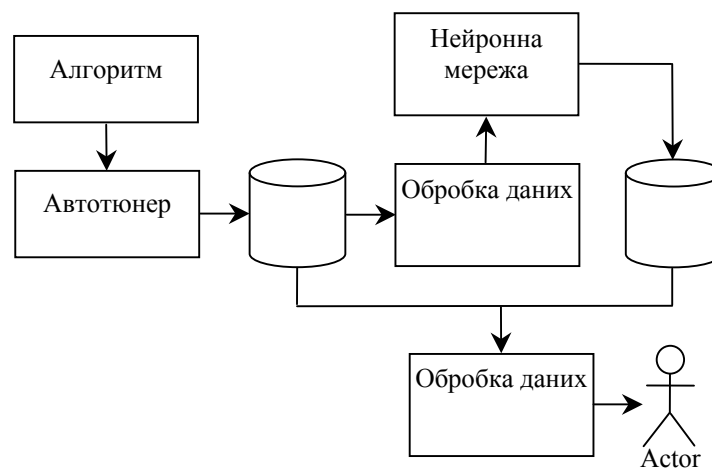 Алгоритм
Нейронна
мережа
Автотюнер
Обробка даних
Обробка даних
Actor